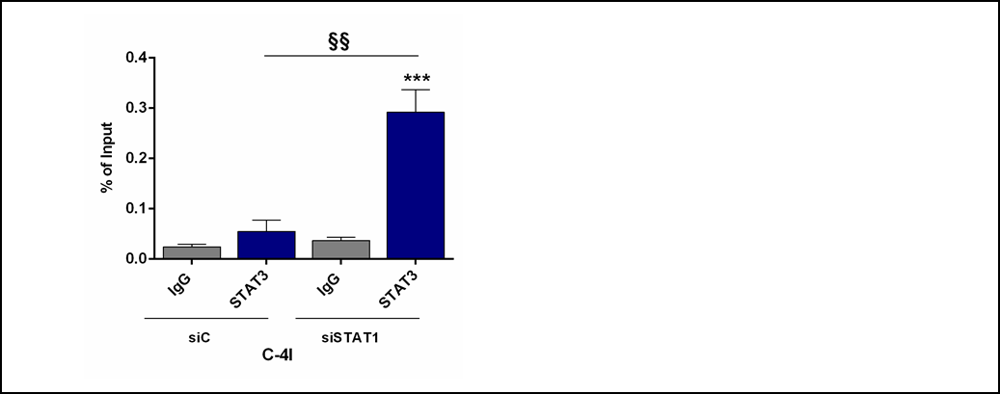 §§
0.4
***
0.3
% of Input
0.2
0.1
0.0
IgG STAT3 IgG STAT3
siC siSTAT1
C-4I